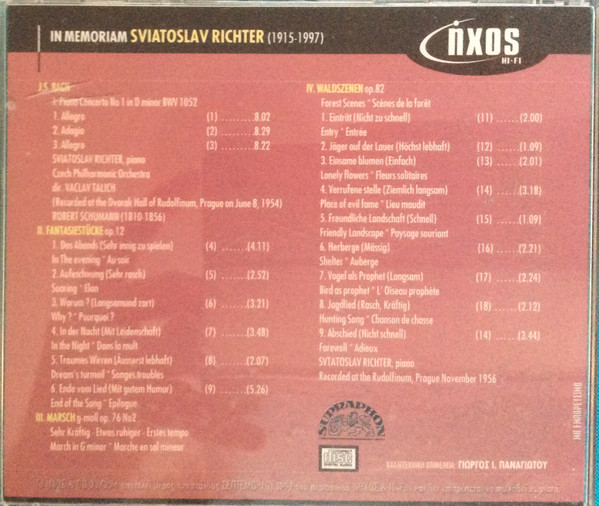 IN MEMORIAM SVIATOSLAV RICHTER (1915-1997)
ήχος
HI-FI
J.S. BACH
I. Piano Concerto No 1 in D minor BWV 1052
1. Allegro (1) ........ 8.02
2. Adagio (2) ........ 8.29
3. Allegro (3) ........ 8.22
SVIATOSLAV RICHTER, piano
Czech Philharmonic Orchestra
dir. VACLAV TALICH
(Recorded at the Dvorak Hall of Rudolfinum, Prague on June 8, 1954)
ROBERT SCHUMANN (1810-1856)
II. FANTASIESTÜCKE op.12
1. Das Abends (Sehr innig zu spielen) (4) ......(4.11)
In The evening * Au soir
2. Aufschwung (Sehr rasch) (5) ......(2.52)
Soaring * Elan
3. Warum ? (Langsamund zart) (6) ......(3.21)
Why ? * Pourquoi ?
4. In der Nacht (Mit Leidenschaft) (7) ......(3.48)
In the Night * Dans la nuit
5. Traumes Wirren (Äusserst lebhaft) (8) ......(2.07)
Dream's turmoil * Songes troubles
6. Ende vom Lied (Mit gutem Humor) (9) ......(5.26)
End of the Song * Epilogue
III. MARSCH g-moll op. 76 No2
Sehr Kräftig - Etwas ruhiger - Erstes tempo
March in G minor * Marche en sol mineur
IV. WALDSZENEN op.82
Forest Scenes * Scènes de la forêt
1. Eintritt (Nicht zu schnell) (11) ......(2.00)
Entry * Entrée
2. Jäger auf der Lauer (Höchst lebhaft) (12) ......(1.09)
3. Einsame blumen (Einfach) (13) ......(2.01)
Lonely flowers * Fleurs solitaires
4. Verrufene stelle (Ziemlich langsam) (14) ......(3.18)
Place of evil fame * Lieu maudit
5. Freundliche Landschaft (Schnell) (15) ......(1.09)
Friendly Landscape * Paysage souriant
6. Herberge (Mässig) (16) ......(2.21)
Shelter * Auberge
7. Vogel als Prophet (Langsam) (17) ......(2.24)
Bird as prophet * L' Oiseau prophète
8. Jagdlied (Rasch, Kräftig) (18) ......(2.12)
Hunting Song * Chanson de chasse
9. Abschied (Nicht schnell) (14) ......(3.44)
Farewell * Adieux
SVTATOSLAV RICHTER, piano
Recorded at the Rudolfinum, Prague November 1956
SUPRAPHON
COMPACT
disc
DIGITAL AUDIO
ΚΑΛΛΙΤΕΧΝΙΚΗ ΕΠΙΜΕΛΕΙΑ: ΓΙΩΡΓΟΣ Ι. ΠΑΝΑΓΙΩΤΟΥ
ΜΗ ΕΜΠΟΡΕΥΣΙΜΟ